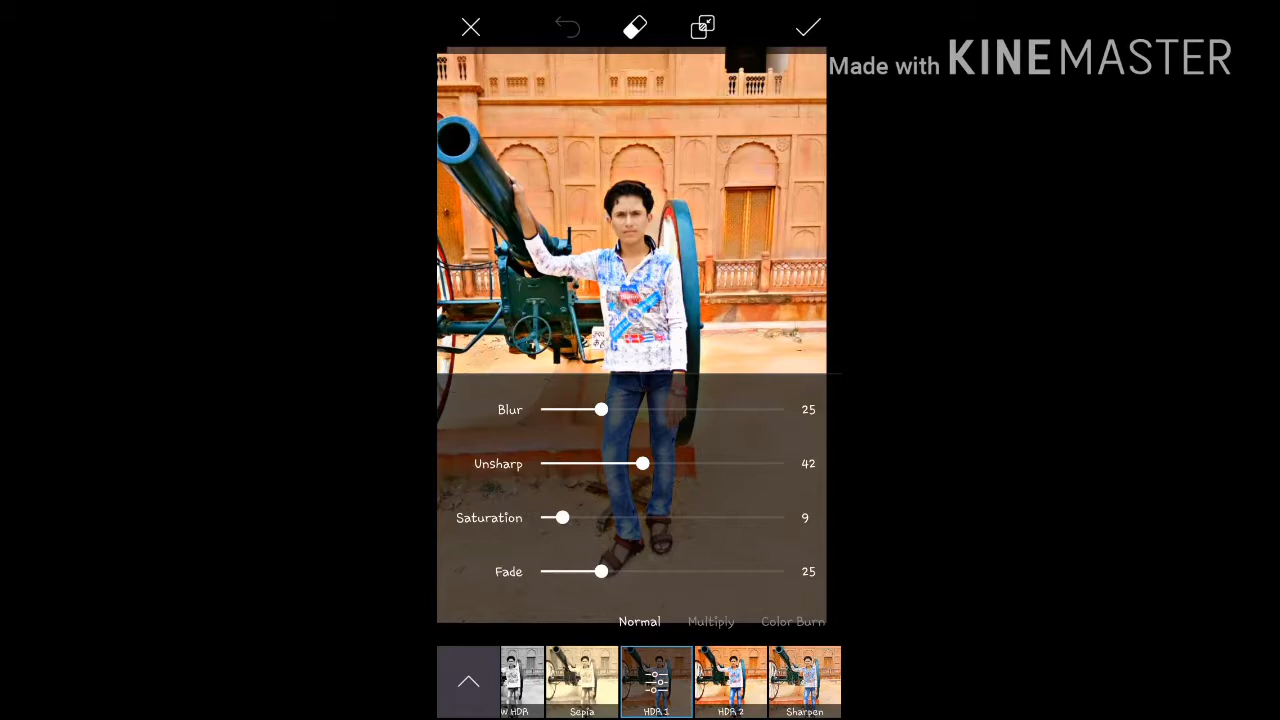 Made with KINEMASTER
Blur 25
Unsharp 42
Saturation 9
Fade 25
Normal Multiply Color Burn
W HDR Sepia HDR 1 HDR 2 Sharpen